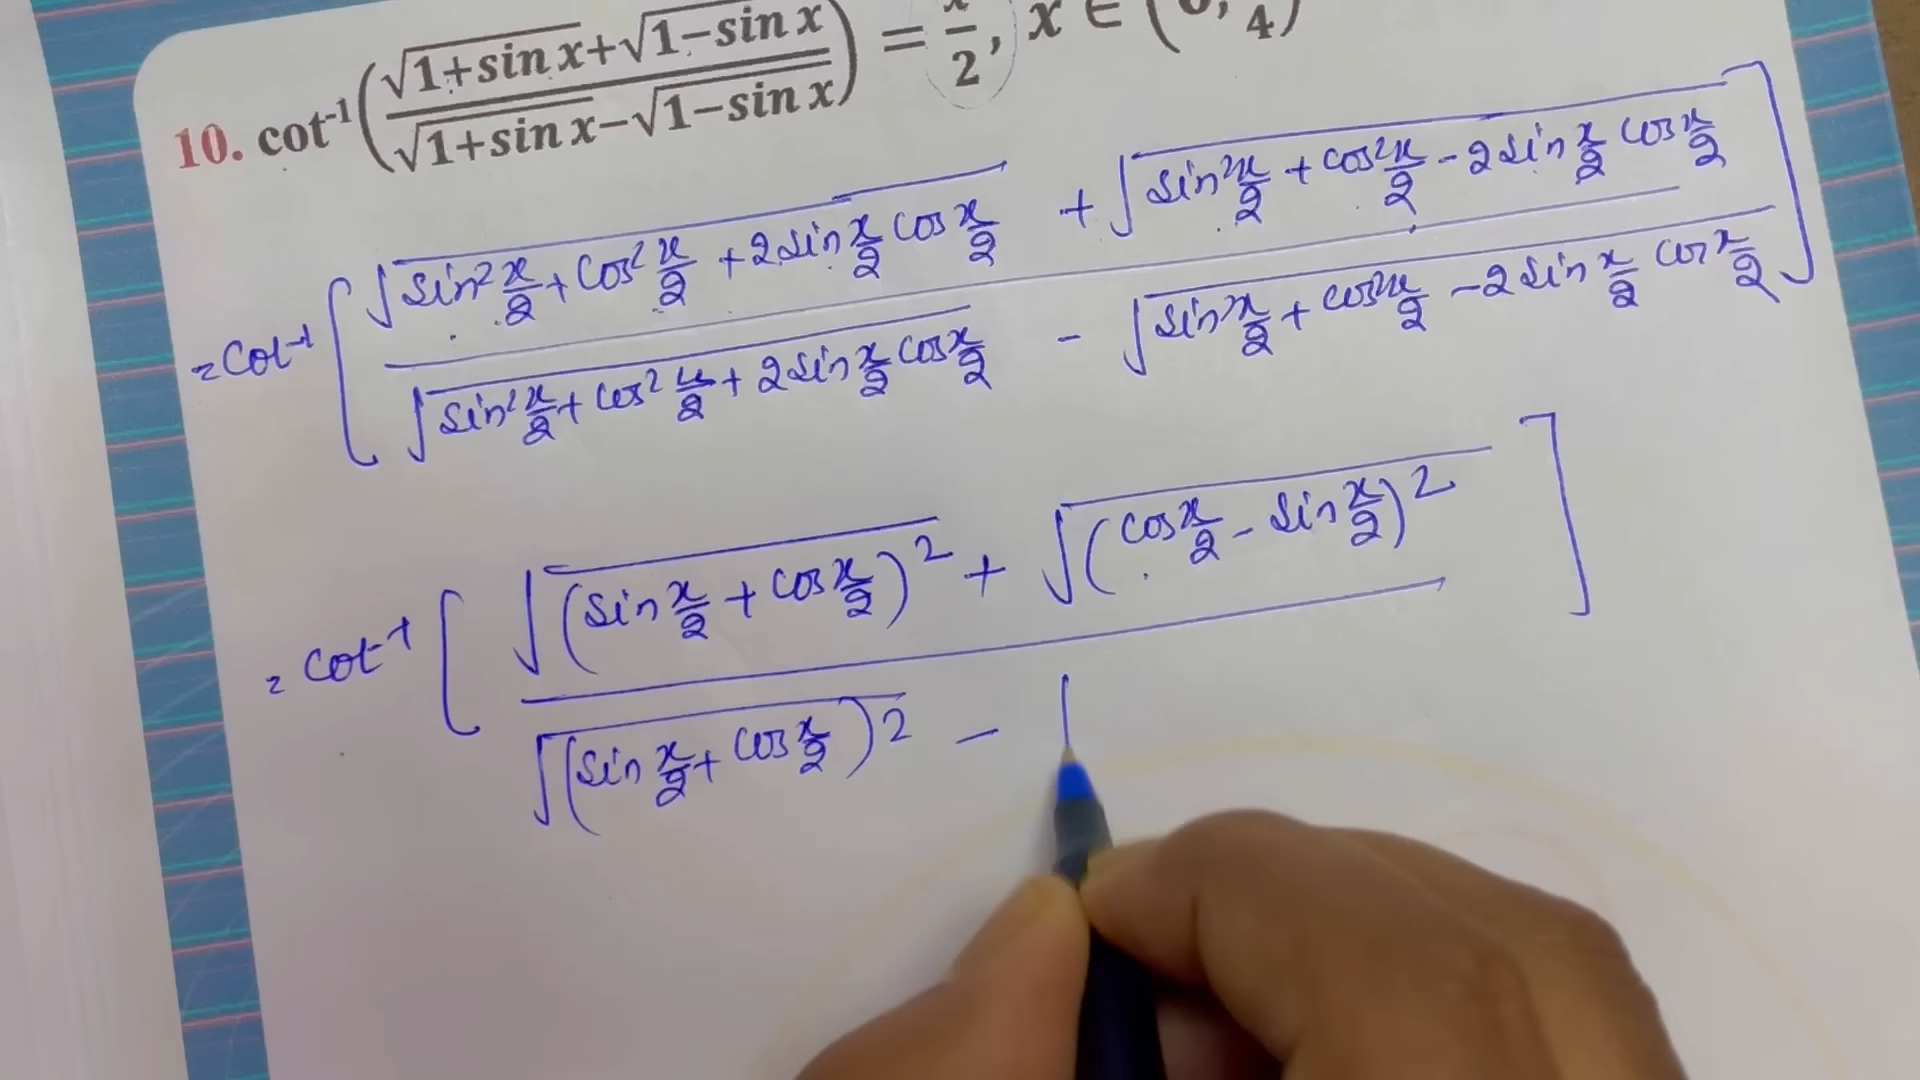 10. cot⁻¹(√(1+sin x)+√(1−sin x) / √(1+sin x)−√(1−sin x)) = x/2, x ∈ (0, /4)
= Cot⁻¹ [ √(sin² x/2 + cos² x/2 + 2 sin x/2 cos x/2) + √(sin² x/2 + cos² x/2 − 2 sin x/2 cos x/2) / √(sin² x/2 + cos² x/2 + 2 sin x/2 cos x/2) − √(sin² x/2 + cos² x/2 − 2 sin x/2 cos x/2) ]
= cot⁻¹ [ √(sin x/2 + cos x/2)² + √(cos x/2 − sin x/2)² / √(sin x/2 + cos x/2)² − ]